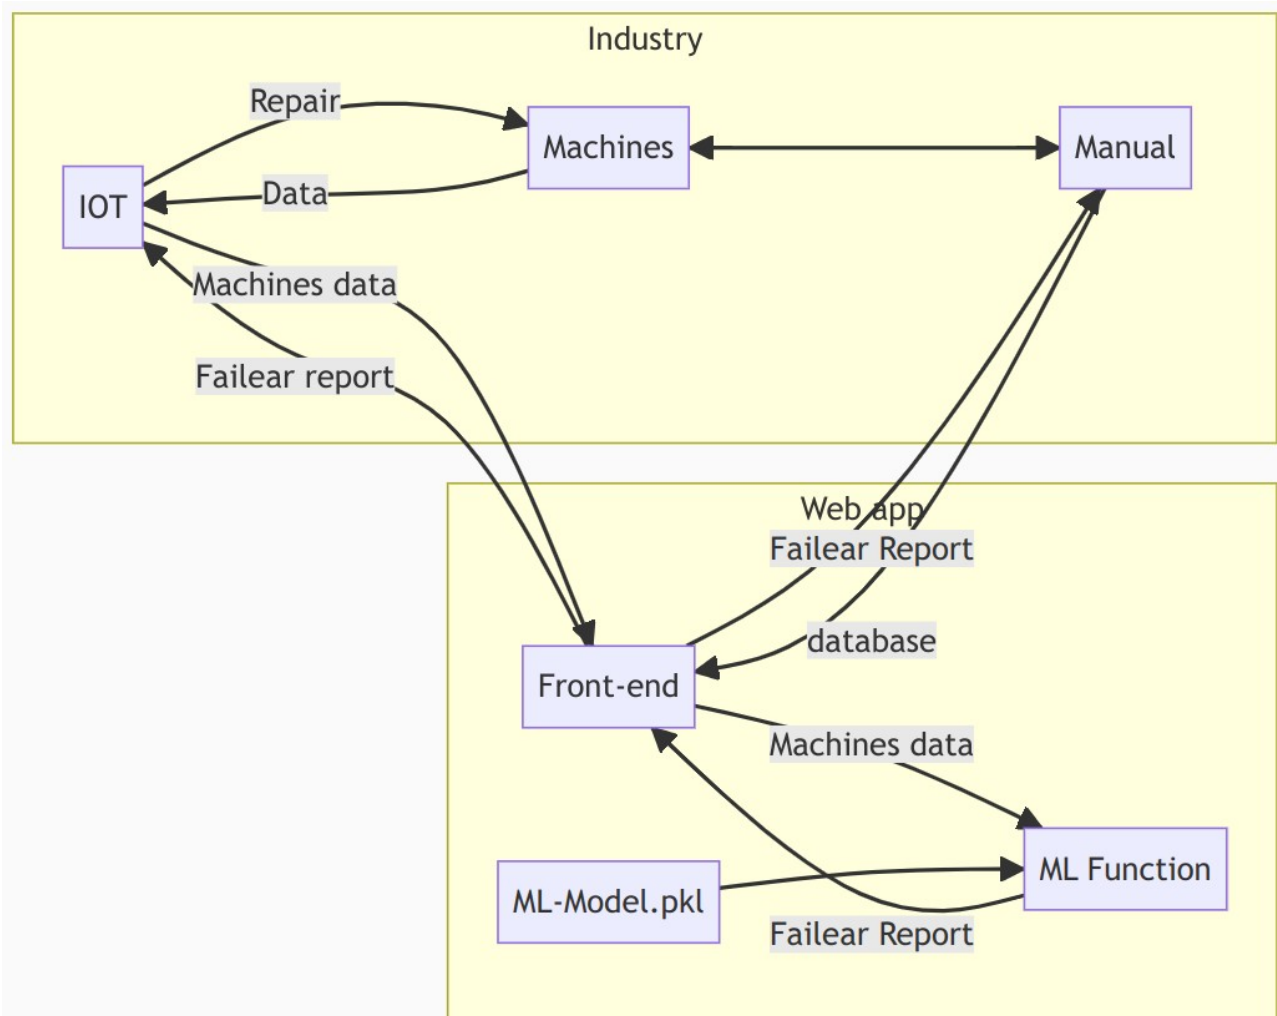 Industry
Repair
Machines
Manual
Data
IOT
Machines data
Failear report
Web app
Failear Report
database
Front-end
Machines data
ML Function
ML-Model.pkl
Failear Report